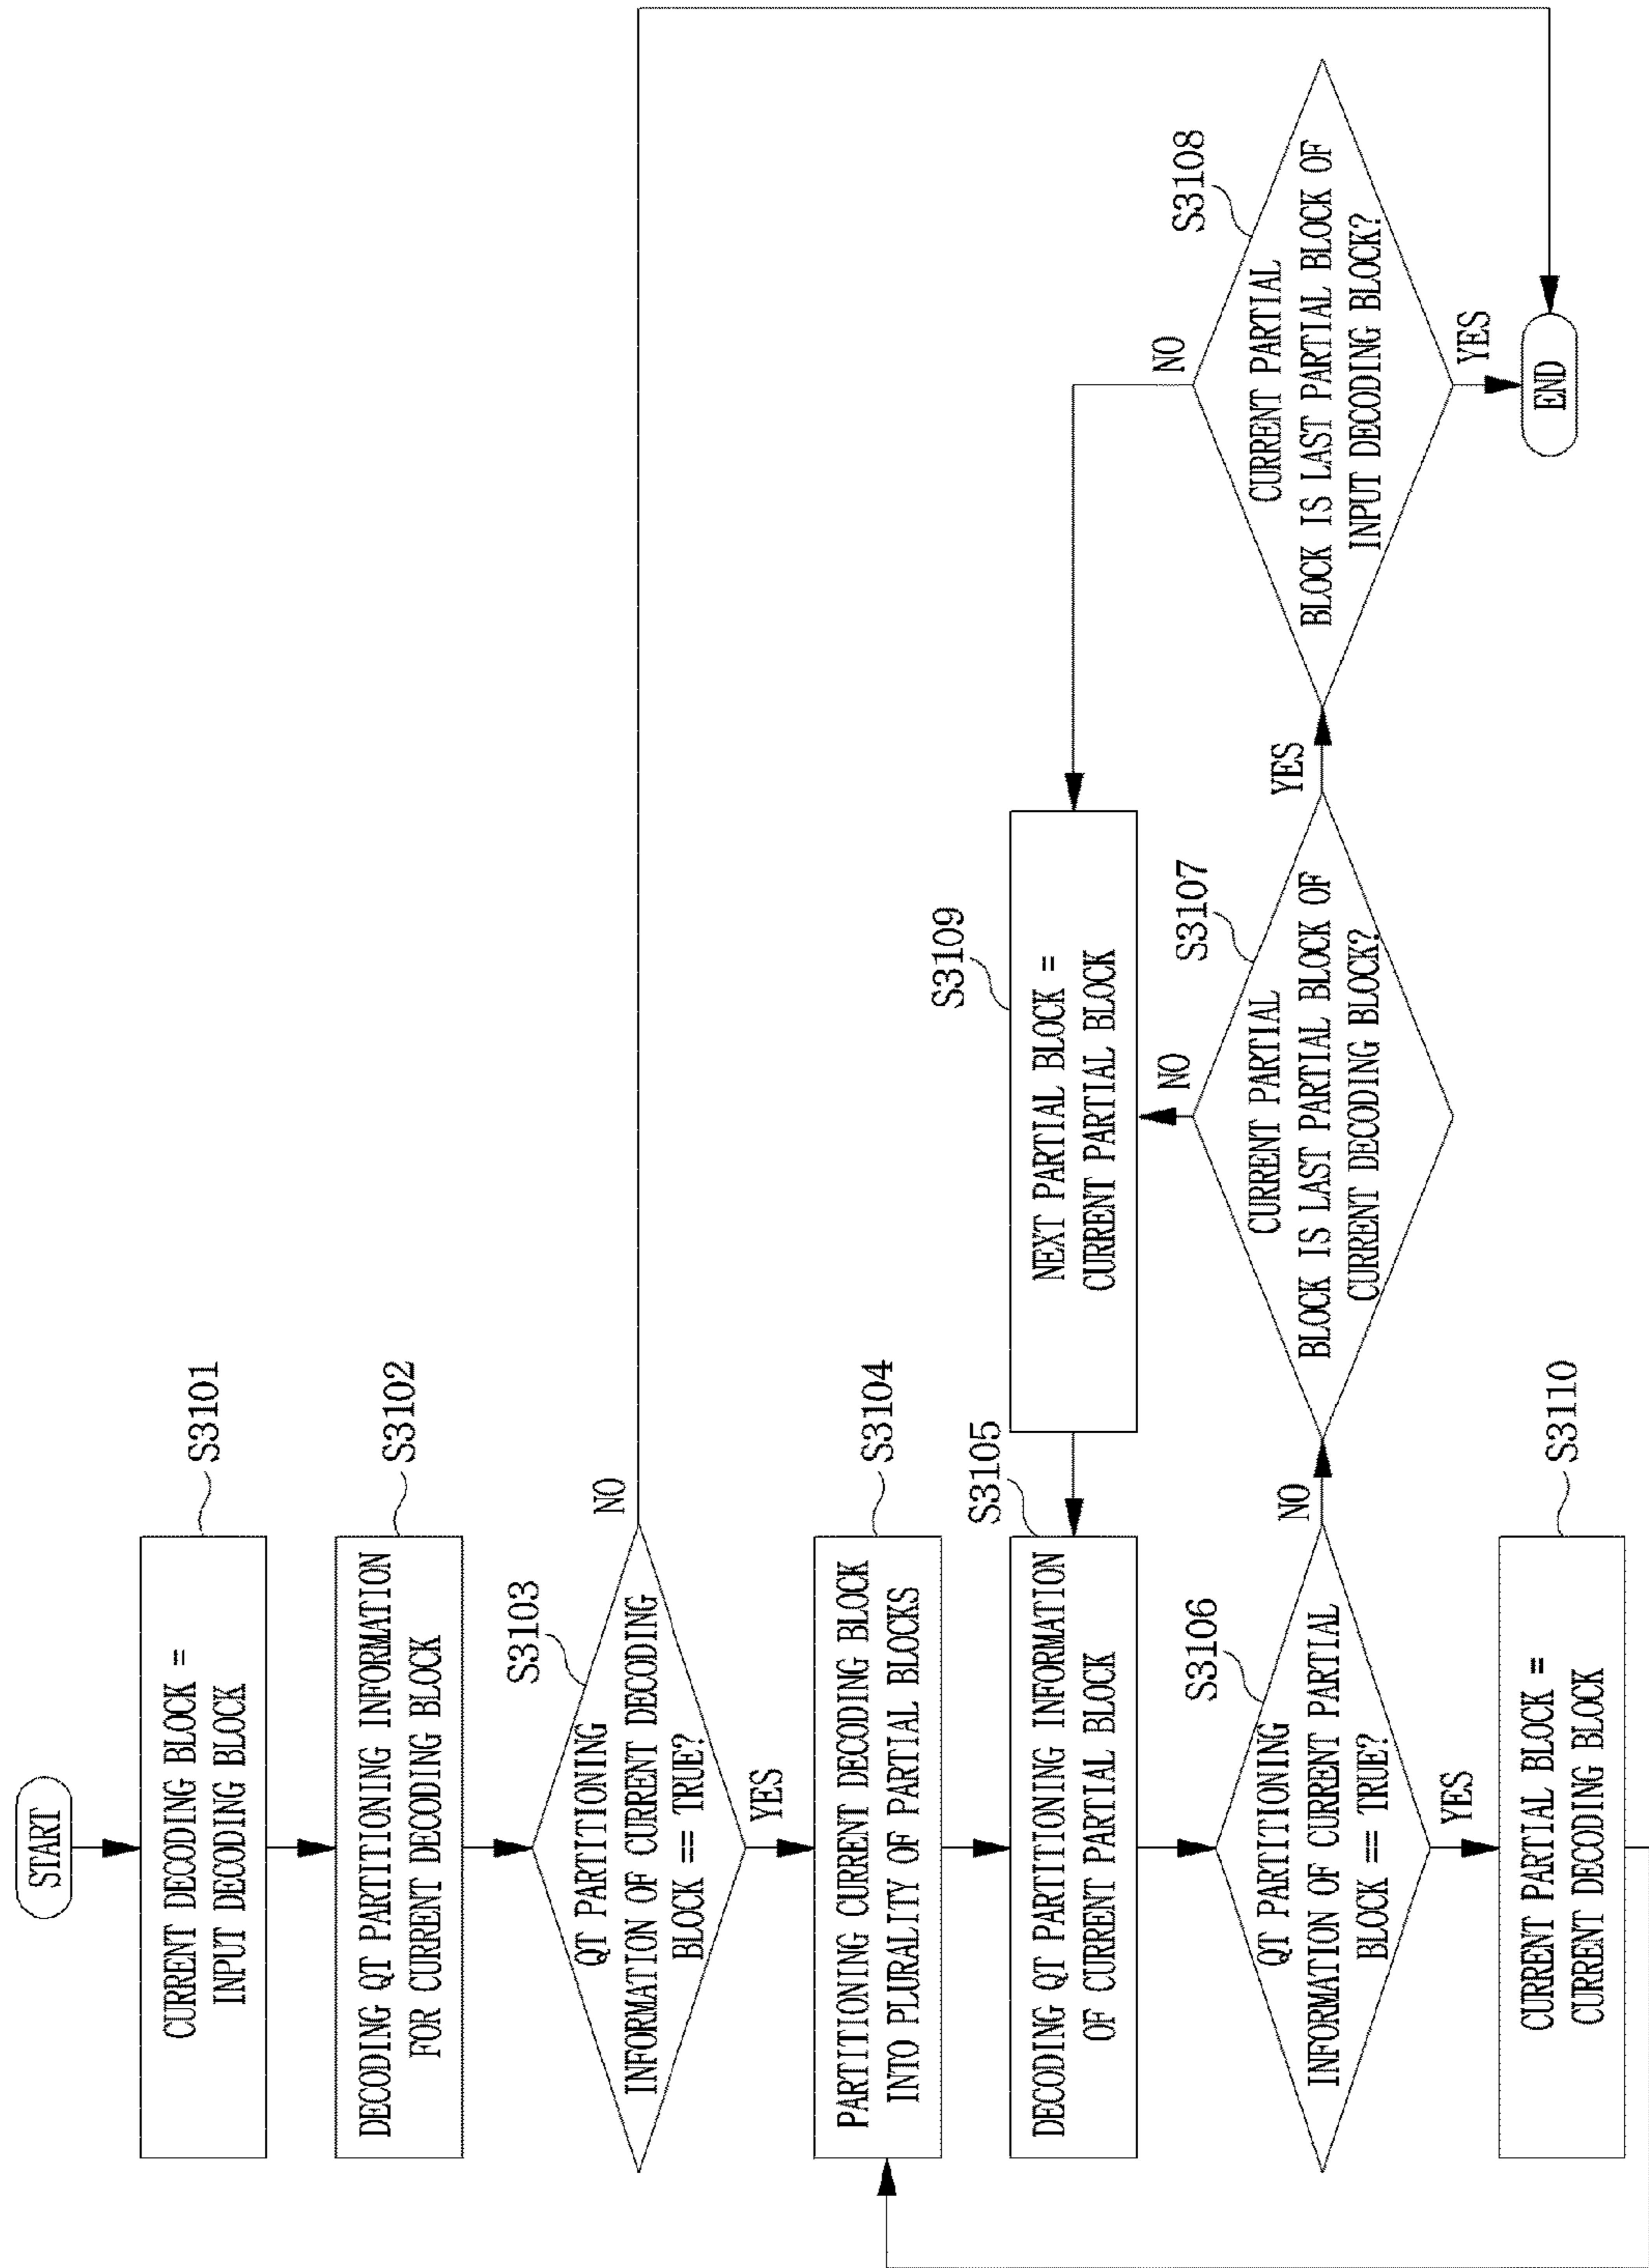 START
CURRENT DECODING BLOCK =
INPUT DECODING BLOCK
S3101
DECODING QT PARTITIONING INFORMATION
FOR CURRENT DECODING BLOCK
S3102
QT PARTITIONING
INFORMATION OF CURRENT DECODING
BLOCK == TRUE?
S3103
NO
YES
PARTITIONING CURRENT DECODING BLOCK
INTO PLURALITY OF PARTIAL BLOCKS
S3104
DECODING QT PARTITIONING INFORMATION
OF CURRENT PARTIAL BLOCK
S3105
NEXT PARTIAL BLOCK =
CURRENT PARTIAL BLOCK
S3109
QT PARTITIONING
INFORMATION OF CURRENT PARTIAL
BLOCK == TRUE?
S3106
NO
YES
CURRENT PARTIAL
BLOCK IS LAST PARTIAL BLOCK OF
CURRENT DECODING BLOCK?
S3107
NO
YES
CURRENT PARTIAL
BLOCK IS LAST PARTIAL BLOCK OF
INPUT DECODING BLOCK?
S3108
NO
YES
CURRENT PARTIAL BLOCK =
CURRENT DECODING BLOCK
S3110
END